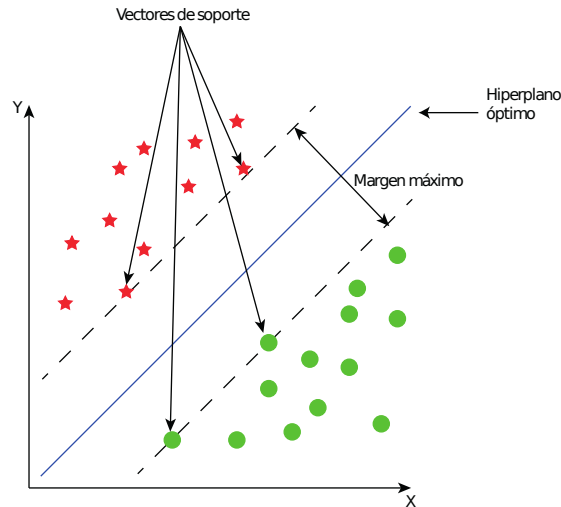 Vectores de soporte
Y
Hiperplano
óptimo
Margen máximo
X